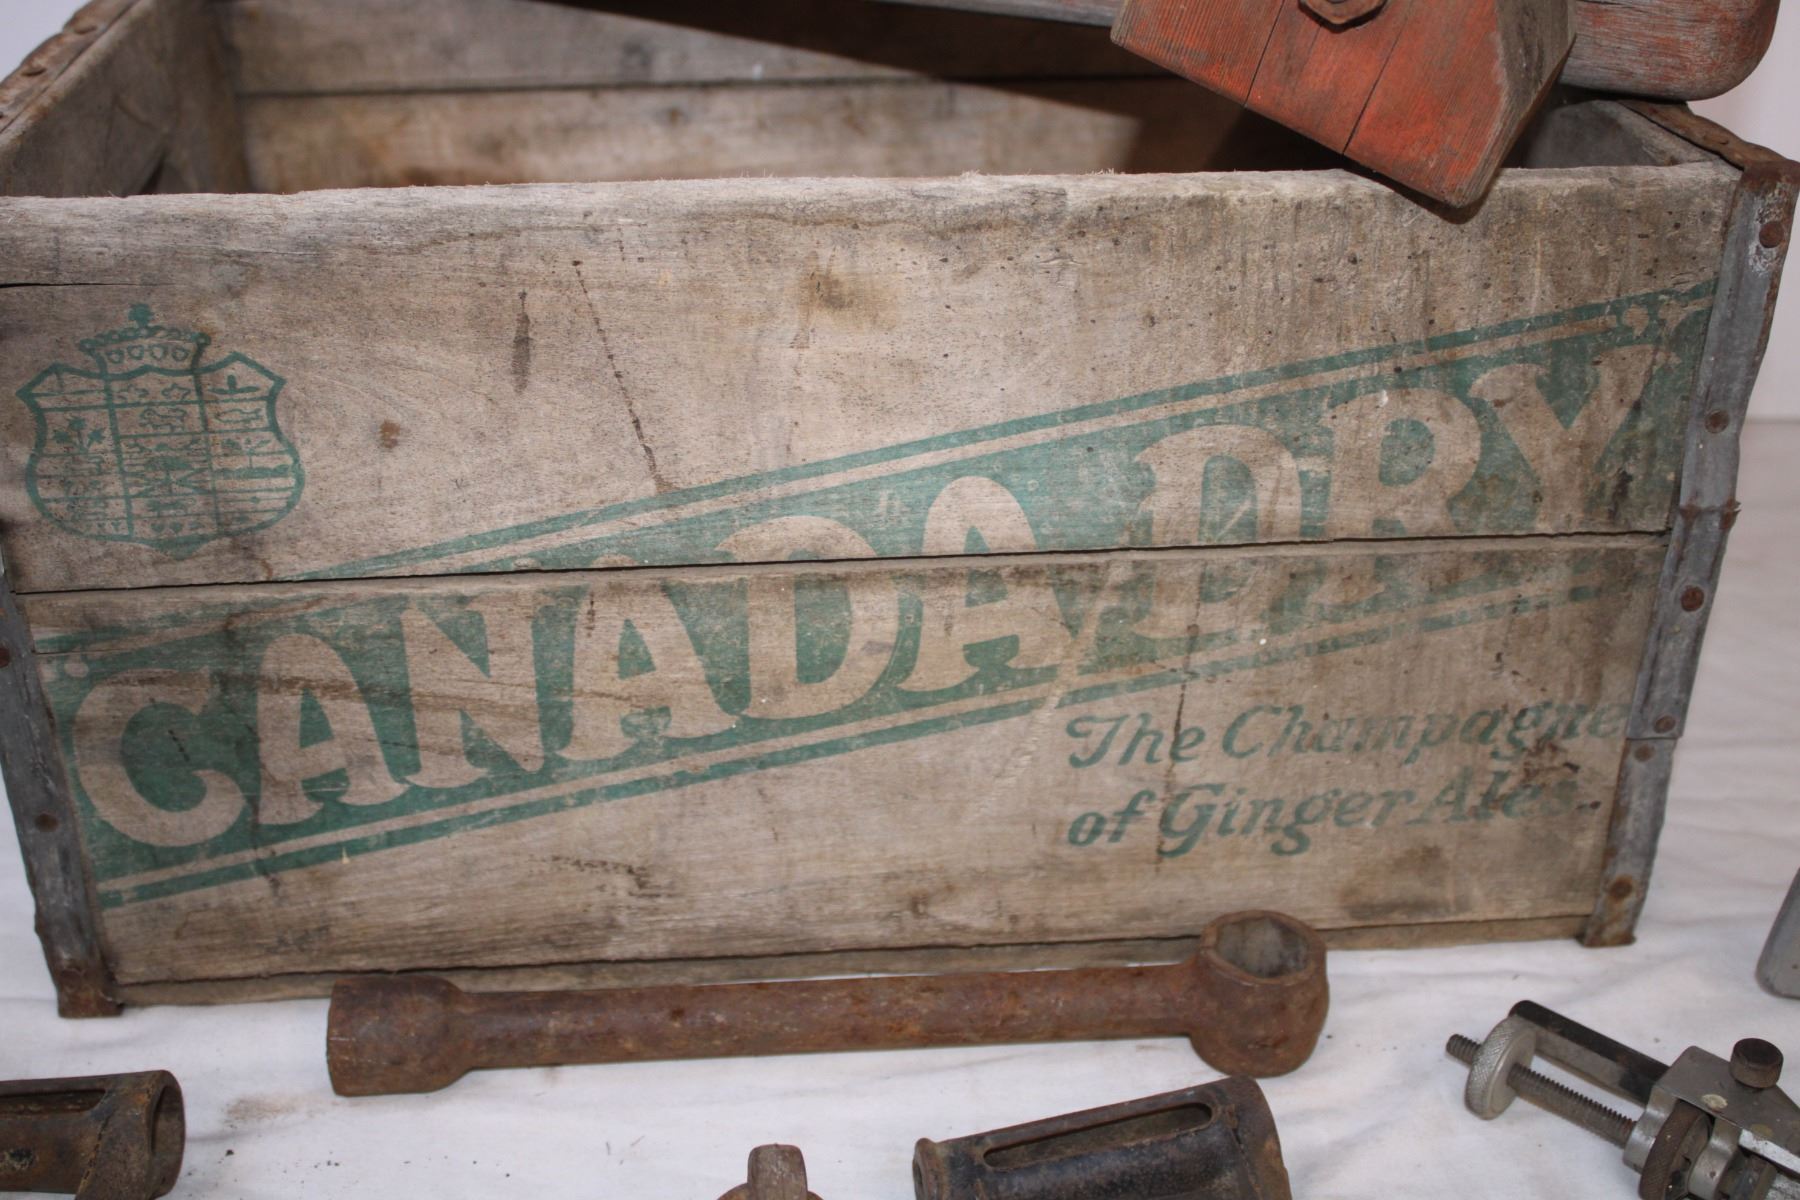 CANADA DRY
The Champagne
of Ginger Ales